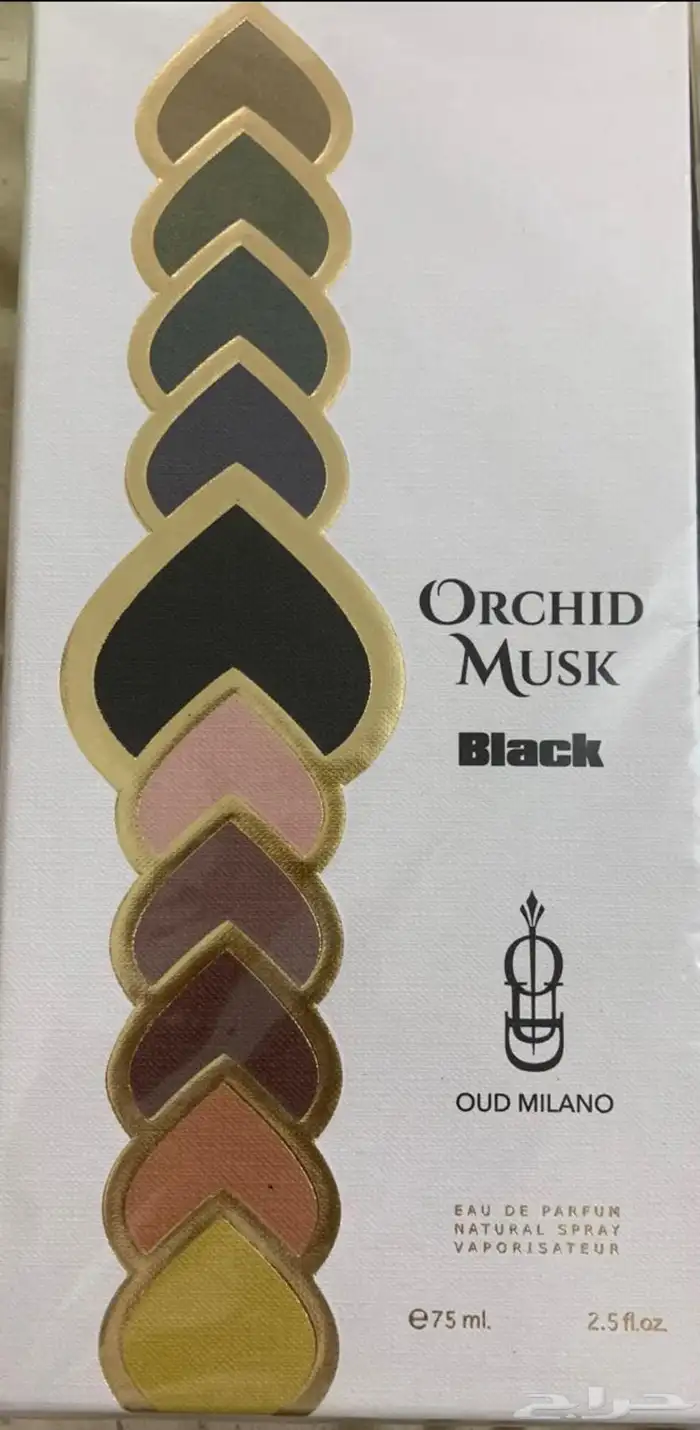 ORCHID
MUSK
Black
OUD MILANO
EAU DE PARFUM
NATURAL SPRAY
VAPORISATEUR
℮75 ml.
2.5 fl.oz.
حراج